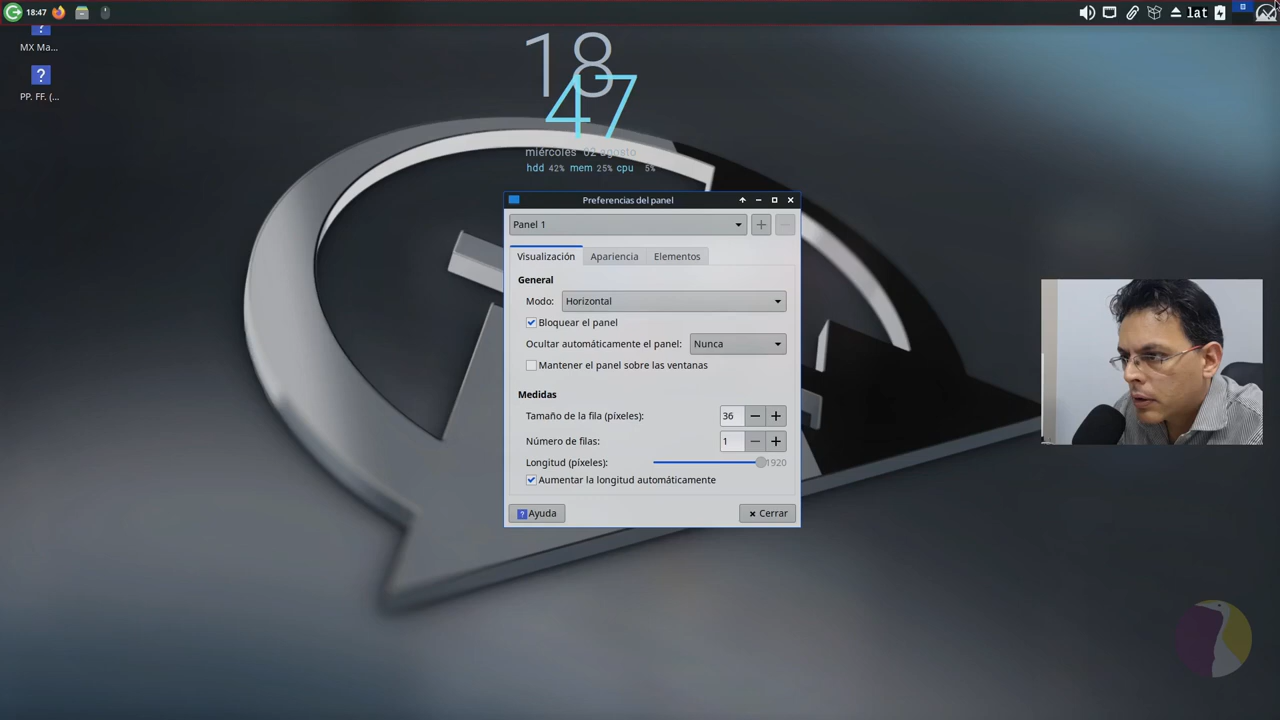 18:47
lat
MX Ma...
PP. FF. (...
18
47
miércoles 02 agosto
hdd 42% mem 25% cpu 5%
Preferencias del panel
Panel 1
Visualización Apariencia Elementos
General
Modo: Horizontal
Bloquear el panel
Ocultar automáticamente el panel: Nunca
Mantener el panel sobre las ventanas
Medidas
Tamaño de la fila (píxeles): 36
Número de filas: 1
Longitud (píxeles): 1920
Aumentar la longitud automáticamente
Ayuda Cerrar